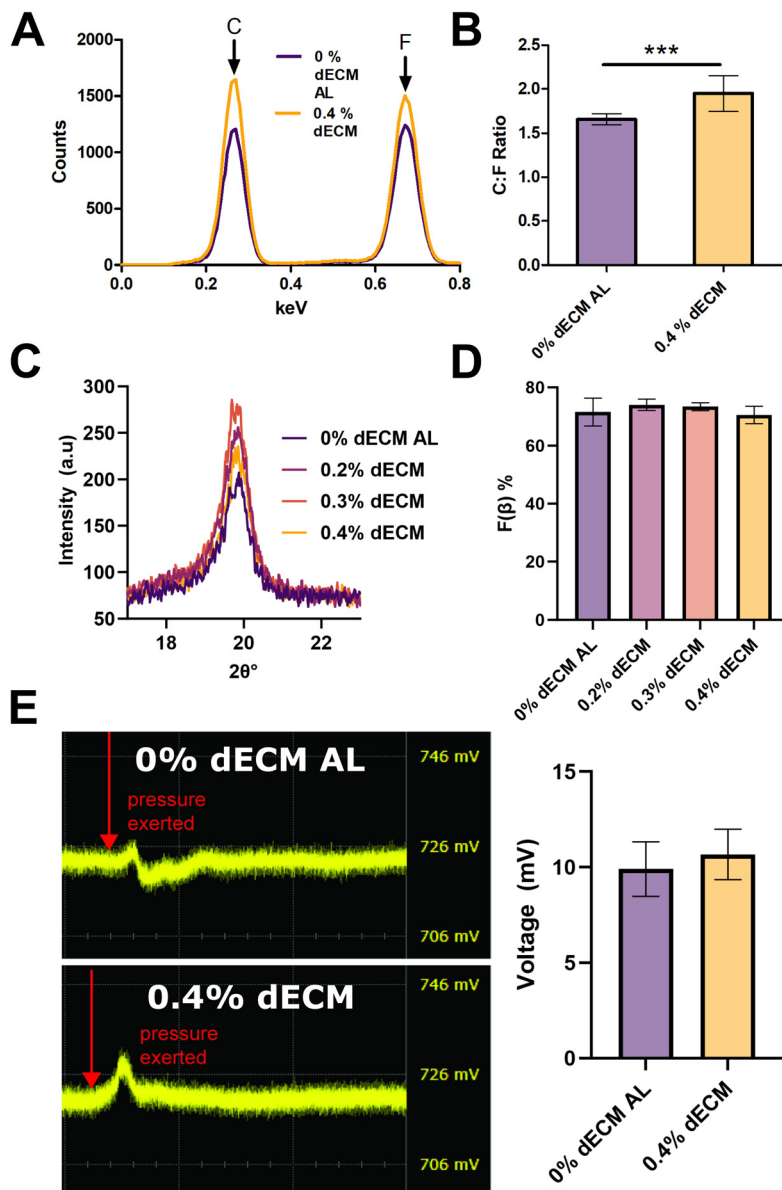 A
C
F
2000
1500
1000
500
0
Counts
0.0
0.2
0.4
0.6
0.8
keV
0 %
dECM
AL
0.4 %
dECM
B
***
2.5
2.0
1.5
1.0
0.5
0.0
C:F Ratio
0% dECM AL
0.4 % dECM
C
300
250
200
150
100
50
Intensity (a.u)
18
20
22
2θ°
0% dECM AL
0.2% dECM
0.3% dECM
0.4% dECM
D
80
60
40
20
0
F(β) %
0% dECM AL
0.2% dECM
0.3% dECM
0.4% dECM
E
0% dECM AL
pressure
exerted
746 mV
726 mV
706 mV
0.4% dECM
pressure
exerted
746 mV
726 mV
706 mV
15
10
5
0
Voltage (mV)
0% dECM AL
0.4% dECM